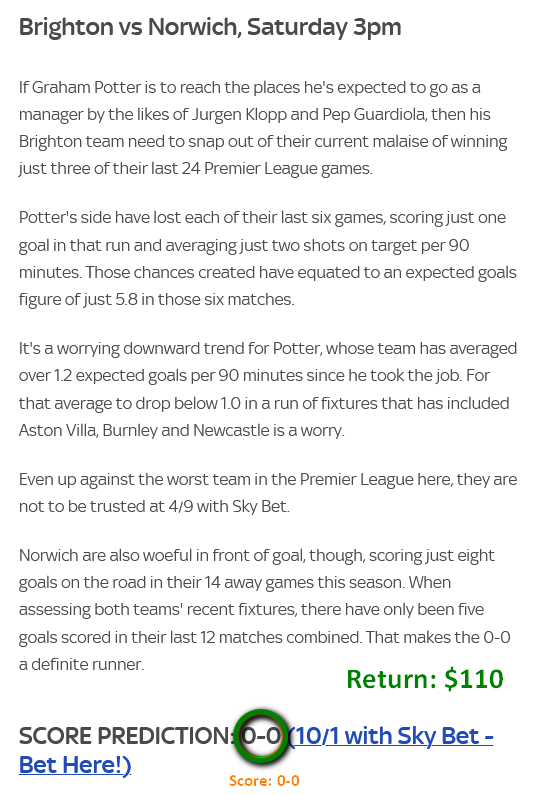 Brighton vs Norwich, Saturday 3pm
If Graham Potter is to reach the places he's expected to go as a
manager by the likes of Jurgen Klopp and Pep Guardiola, then his
Brighton team need to snap out of their current malaise of winning
just three of their last 24 Premier League games.
Potter's side have lost each of their last six games, scoring just one
goal in that run and averaging just two shots on target per 90
minutes. Those chances created have equated to an expected goals
figure of just 5.8 in those six matches.
It's a worrying downward trend for Potter, whose team has averaged
over 1.2 expected goals per 90 minutes since he took the job. For
that average to drop below 1.0 in a run of fixtures that has included
Aston Villa, Burnley and Newcastle is a worry.
Even up against the worst team in the Premier League here, they are
not to be trusted at 4/9 with Sky Bet.
Norwich are also woeful in front of goal, though, scoring just eight
goals on the road in their 14 away games this season. When
assessing both teams' recent fixtures, there have only been five
goals scored in their last 12 matches combined. That makes the 0-0
a definite runner.
Return: $110
SCORE PREDICTION: 0-0 (10/1 with Sky Bet -
Bet Here!)
Score: 0-0